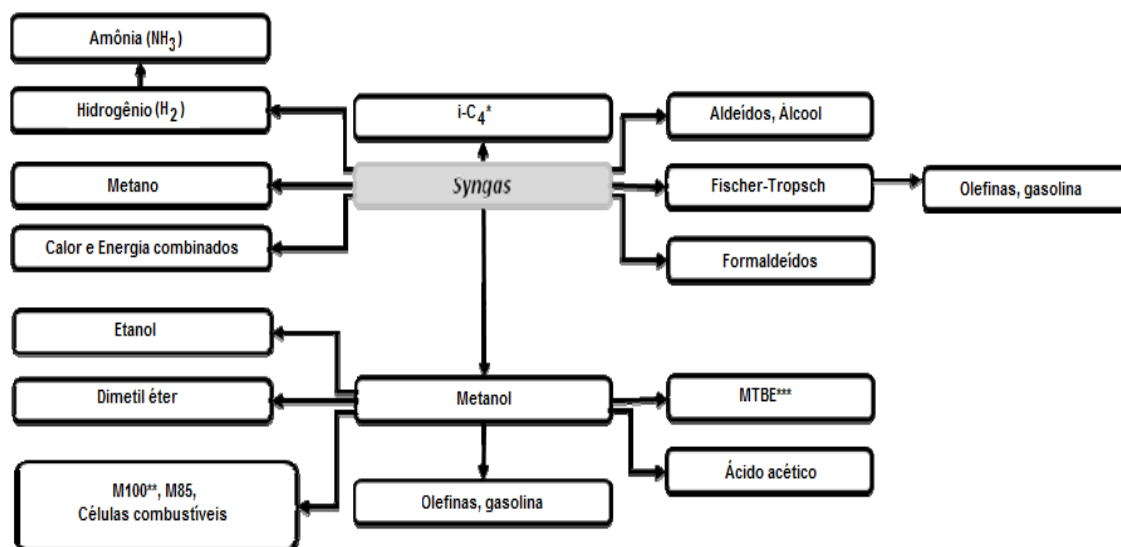 Amônia (NH3)
Hidrogênio (H2)
i-C4*
Aldeídos, Álcool
Metano
Syngas
Fischer-Tropsch
Olefinas, gasolina
Calor e Energia combinados
Formaldeídos
Etanol
Dimetil éter
Metanol
MTBE***
M100**, M85,
Células combustíveis
Olefinas, gasolina
Ácido acético